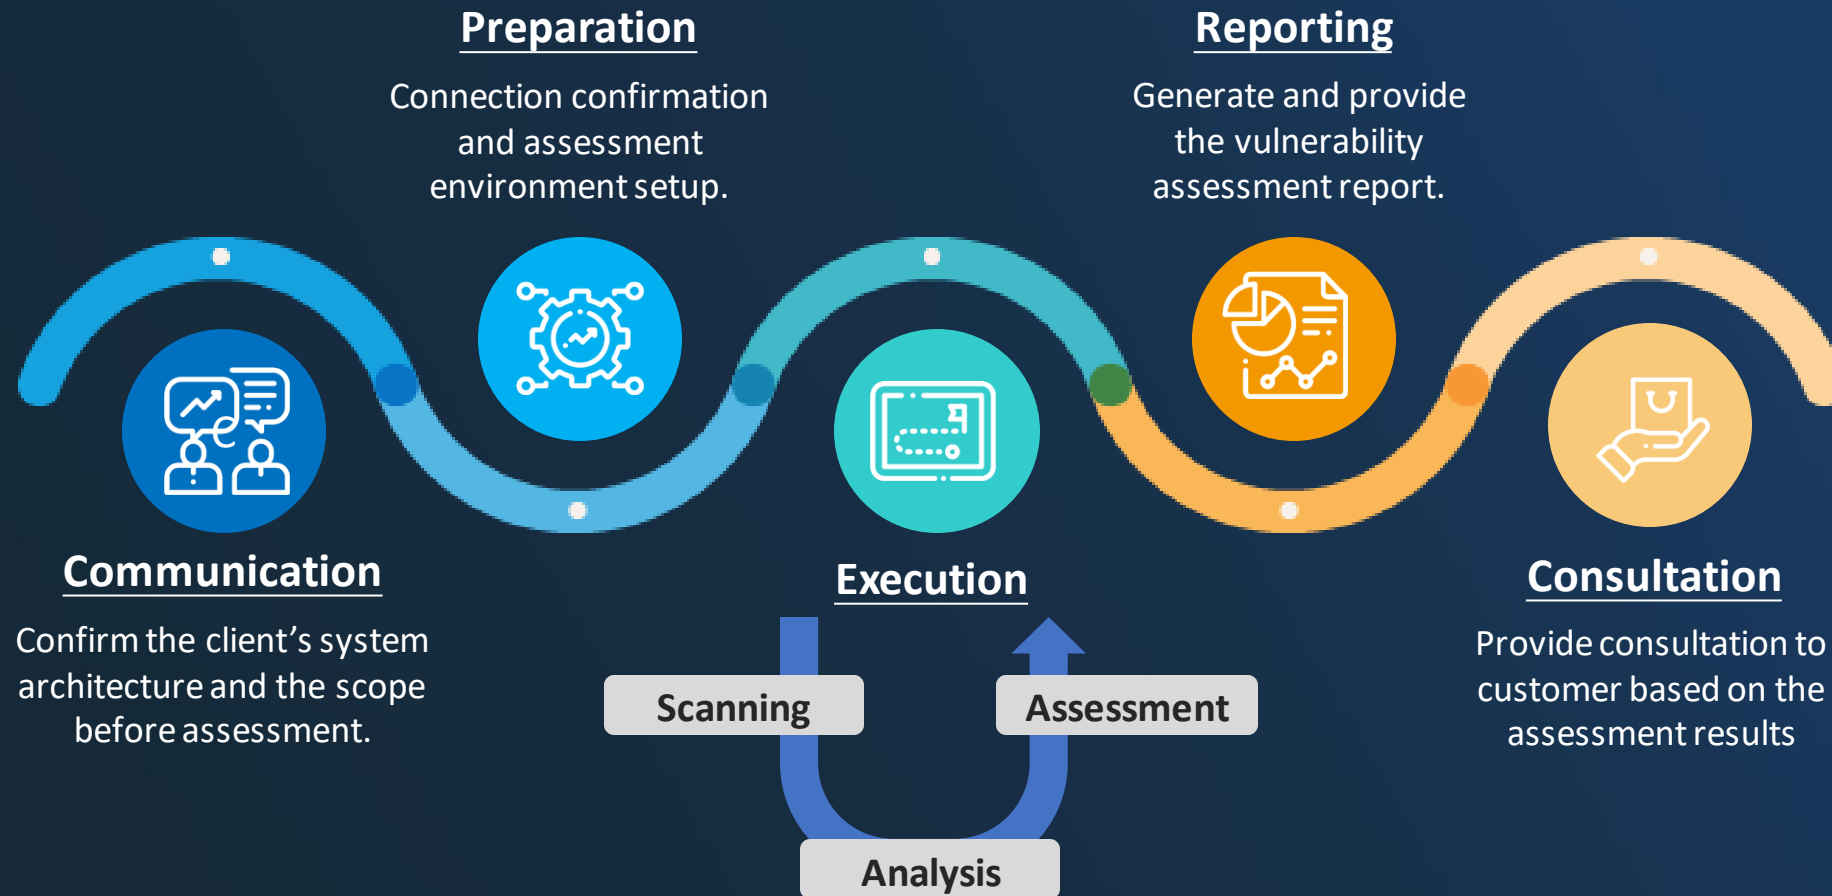 Preparation
Connection confirmation
and assessment
environment setup.
Reporting
Generate and provide
the vulnerability
assessment report.
Communication
Confirm the client’s system
architecture and the scope
before assessment.
Execution
Scanning
Assessment
Analysis
Consultation
Provide consultation to
customer based on the
assessment results